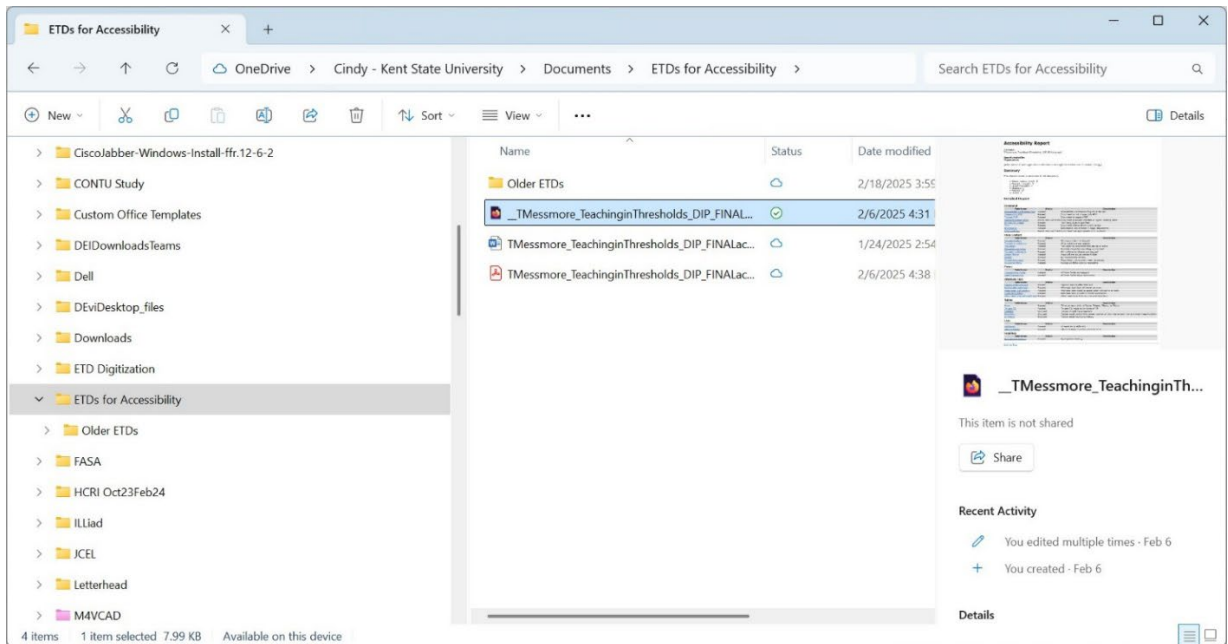 ETDs for Accessibility
OneDrive > Cindy - Kent State University > Documents > ETDs for Accessibility >
Search ETDs for Accessibility
New
Sort
View
...
Details
CiscoJabber-Windows-Install-ffr.12-6-2
CONTU Study
Custom Office Templates
DEIDownloadsTeams
Dell
DEviDesktop_files
Downloads
ETD Digitization
ETDs for Accessibility
Older ETDs
FASA
HCRI Oct23Feb24
ILLiad
JCEL
Letterhead
M4VCAD
Name Status Date modified
Older ETDs 2/18/2025 3:59
__TMessmore_TeachinginThresholds_DIP_FINAL... 2/6/2025 4:31
TMessmore_TeachinginThresholds_DIP_FINALac... 1/24/2025 2:54
TMessmore_TeachinginThresholds_DIP_FINALac... 2/6/2025 4:38
Accessibility Report
Summary
Detailed Report
__TMessmore_TeachinginTh...
This item is not shared
Share
Recent Activity
You edited multiple times · Feb 6
You created · Feb 6
Details
4 items 1 item selected 7.99 KB Available on this device